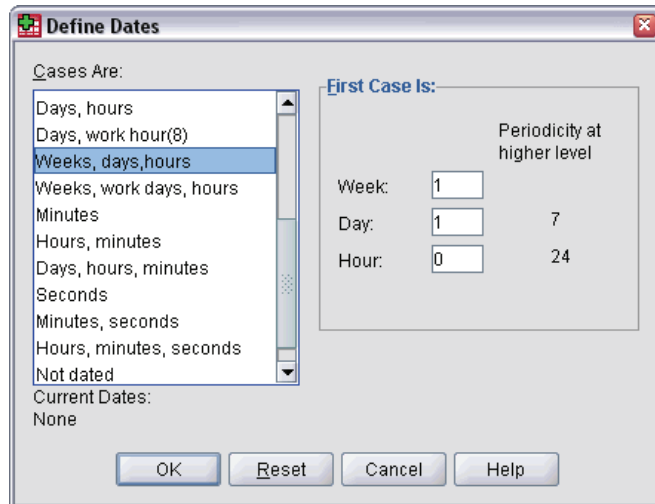 Define Dates
Cases Are:
Days, hours
Days, work hour(8)
Weeks, days,hours
Weeks, work days, hours
Minutes
Hours, minutes
Days, hours, minutes
Seconds
Minutes, seconds
Hours, minutes, seconds
Not dated
Current Dates:
None
First Case Is:
Periodicity at
higher level
Week: 1
Day: 1 7
Hour: 0 24
OK Reset Cancel Help